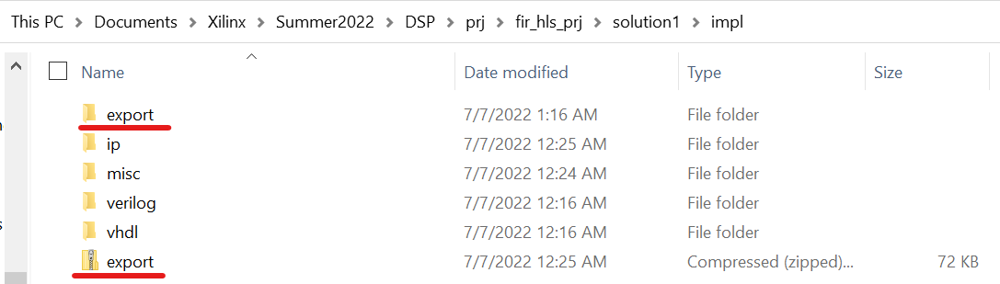 This PC > Documents > Xilinx > Summer2022 > DSP > prj > fir_hls_prj > solution1 > impl
Name Date modified Type Size
export 7/7/2022 1:16 AM File folder
ip 7/7/2022 12:25 AM File folder
misc 7/7/2022 12:24 AM File folder
verilog 7/7/2022 12:16 AM File folder
vhdl 7/7/2022 12:16 AM File folder
export 7/7/2022 12:25 AM Compressed (zipped)... 72 KB